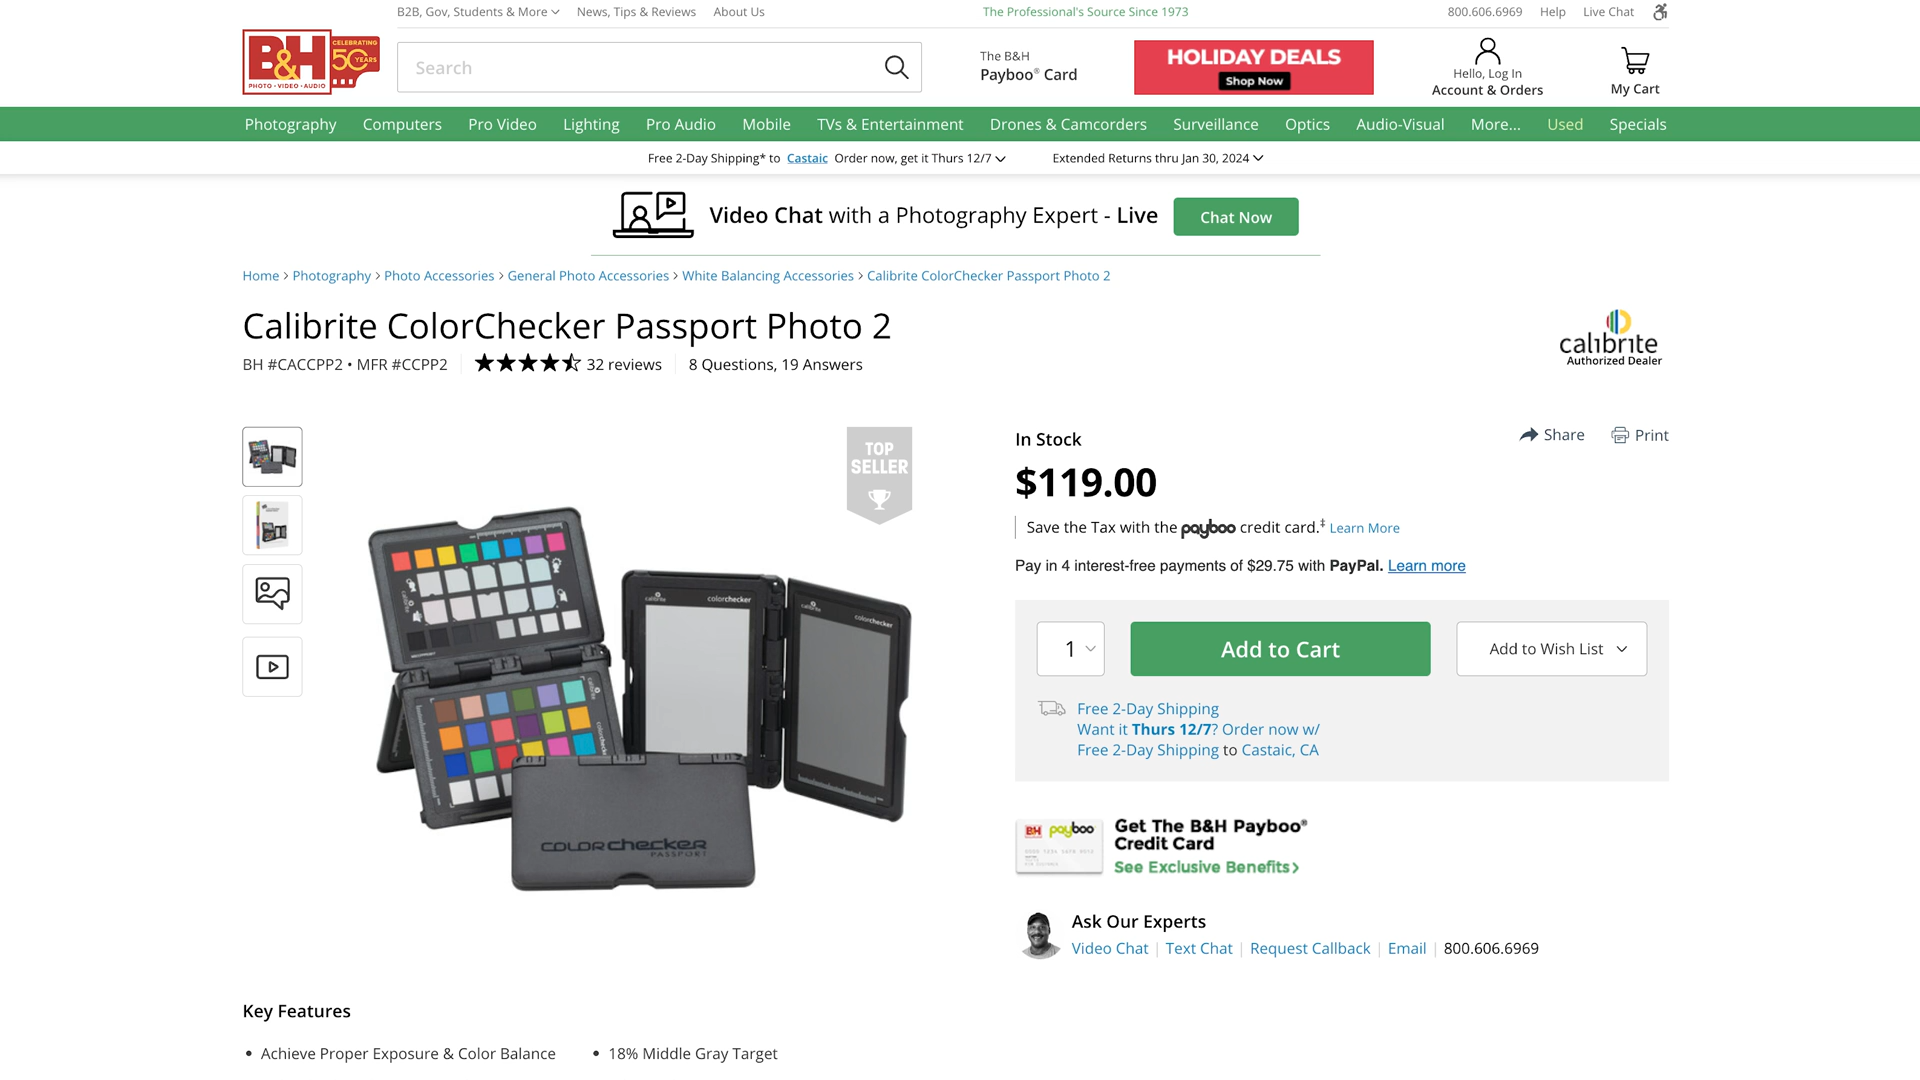 B2B, Gov, Students & More
News, Tips & Reviews
About Us
The Professional's Source Since 1973
800.606.6969
Help
Live Chat
B&H
PHOTO • VIDEO • AUDIO
CELEBRATING
50 YEARS
Search
The B&H
Payboo® Card
HOLIDAY DEALS
Shop Now
Hello, Log In
Account & Orders
My Cart
Photography Computers Pro Video Lighting Pro Audio Mobile TVs & Entertainment Drones & Camcorders Surveillance Optics Audio-Visual More... Used Specials
Free 2-Day Shipping* to Castaic Order now, get it Thurs 12/7
Extended Returns thru Jan 30, 2024
Video Chat with a Photography Expert - Live
Chat Now
Home > Photography > Photo Accessories > General Photo Accessories > White Balancing Accessories > Calibrite ColorChecker Passport Photo 2
Calibrite ColorChecker Passport Photo 2
BH #CACCPP2 • MFR #CCPP2
32 reviews
8 Questions, 19 Answers
calibrite
Authorized Dealer
TOP
SELLER
calibrite
colorchecker
calibrite
colorchecker
COLORCHECKER
PASSPORT
In Stock
Share
Print
$119.00
Save the Tax with the payboo credit card.‡ Learn More
Pay in 4 interest-free payments of $29.75 with PayPal. Learn more
1
Add to Cart
Add to Wish List
Free 2-Day Shipping
Want it Thurs 12/7? Order now w/
Free 2-Day Shipping to Castaic, CA
B&H payboo
Get The B&H Payboo®
Credit Card
See Exclusive Benefits>
Ask Our Experts
Video Chat | Text Chat | Request Callback | Email | 800.606.6969
Key Features
• Achieve Proper Exposure & Color Balance
• 18% Middle Gray Target